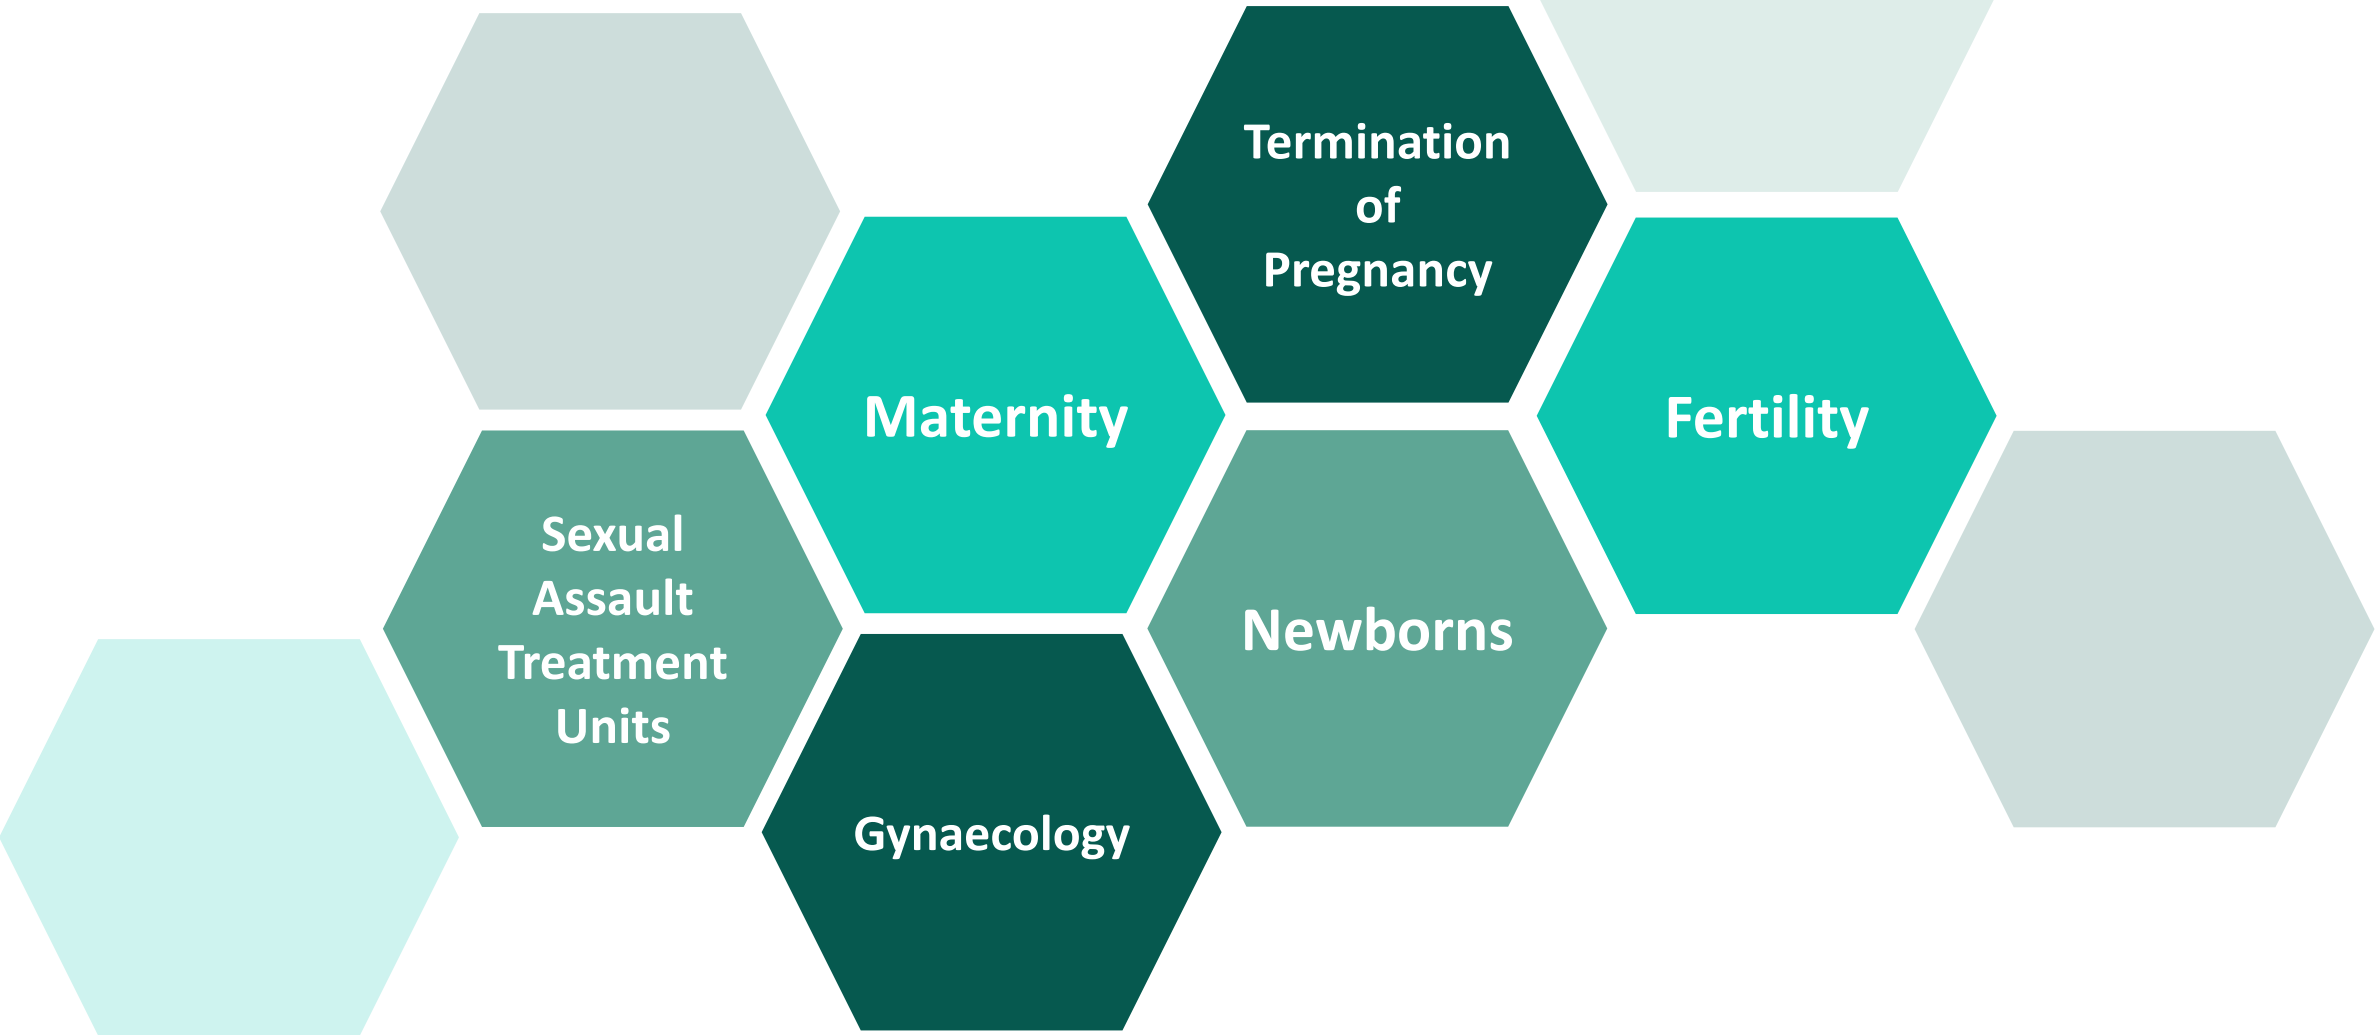 Termination
of
Pregnancy
Maternity
Fertility
Sexual
Assault
Treatment
Units
Newborns
Gynaecology